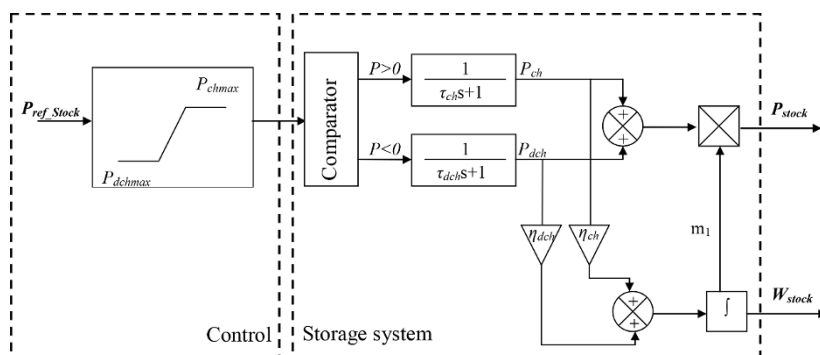 P_ref_Stock
P_chmax
P_dchmax
Control
Comparator
P>0
P<0
1
τ_ch s+1
1
τ_dch s+1
P_ch
P_dch
+
+
P_stock
η_dch
η_ch
m_1
+
+
∫
W_stock
Storage system